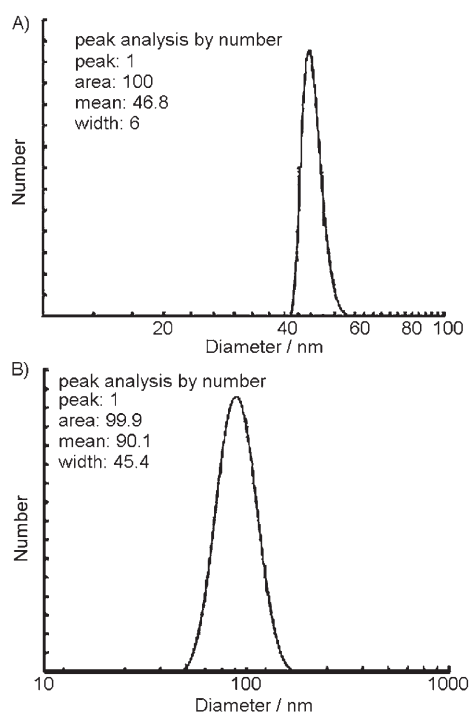 A)
peak analysis by number
peak: 1
area: 100
mean: 46.8
width: 6
Number
20 40 60 80 100
Diameter / nm
B)
peak analysis by number
peak: 1
area: 99.9
mean: 90.1
width: 45.4
Number
10 100 1000
Diameter / nm